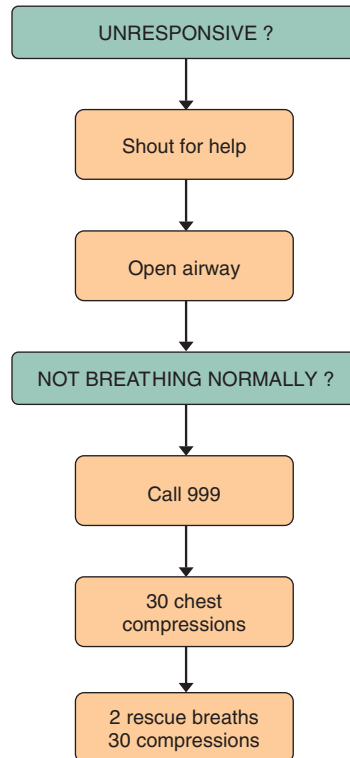 UNRESPONSIVE ?
Shout for help
Open airway
NOT BREATHING NORMALLY ?
Call 999
30 chest
compressions
2 rescue breaths
30 compressions